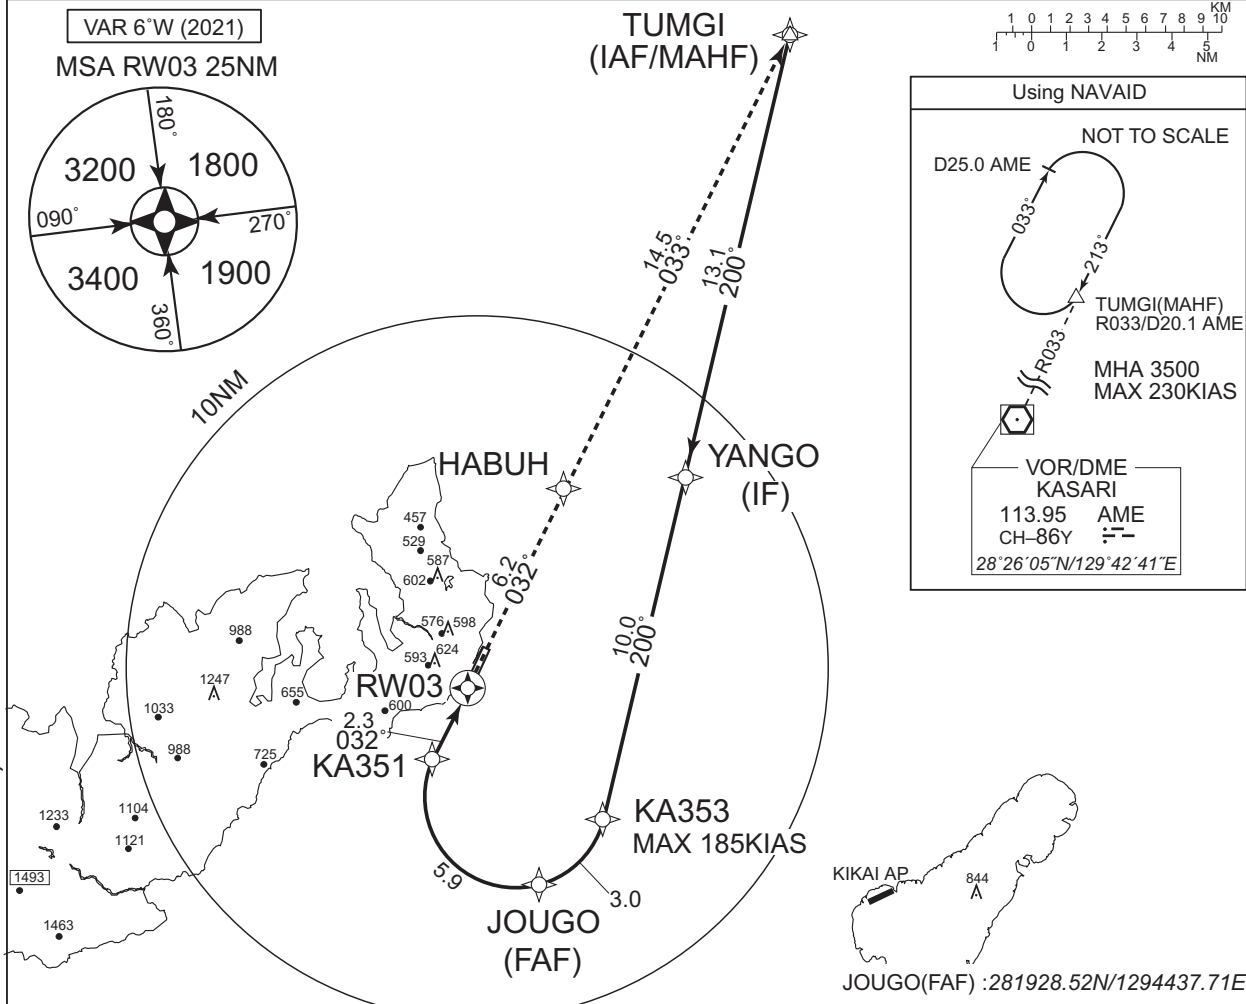 VAR 6°W (2021)
MSA RW03 25NM
180°
3200
1800
090°
270°
3400
1900
360°
TUMGI
(IAF/MAHF)
1 0 1 2 3 4 5 6 7 8 9 10
KM
1 0 1 2 3 4 5
NM
Using NAVAID
NOT TO SCALE
D25.0 AME
033°
213°
TUMGI(MAHF)
R033/D20.1 AME
R033
MHA 3500
MAX 230KIAS
VOR/DME
KASARI
113.95 AME
CH–86Y
28°26´05˝N/129°42´41˝E
14.5
033°
13.1
200°
10NM
HABUH
YANGO
(IF)
457
529
587
602
6.2
032°
576
598
593
624
10.0
200°
988
1247
655
RW03
600
1033
2.3
032°
988
725
KA351
1233
1104
1121
KA353
MAX 185KIAS
5.9
3.0
1493
1463
JOUGO
(FAF)
KIKAI AP
844
JOUGO(FAF) :281928.52N/1294437.71E